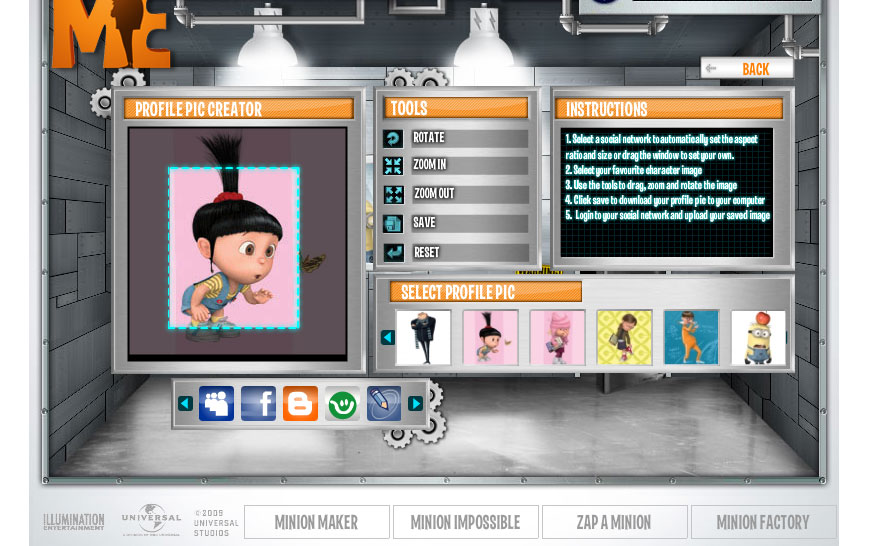 ME
BACK
PROFILE PIC CREATOR
TOOLS
ROTATE
ZOOM IN
ZOOM OUT
SAVE
RESET
INSTRUCTIONS
1. Select a social network to automatically set the aspect
ratio and size or drag the window to set your own.
2. Select your favourite character image
3. Use the tools to drag, zoom and rotate the image
4. Click save to download your profile pic to your computer
5. Login to your social network and upload your saved image
SELECT PROFILE PIC
ILLUMINATION
ENTERTAINMENT
UNIVERSAL
©2009
UNIVERSAL
STUDIOS
MINION MAKER
MINION IMPOSSIBLE
ZAP A MINION
MINION FACTORY